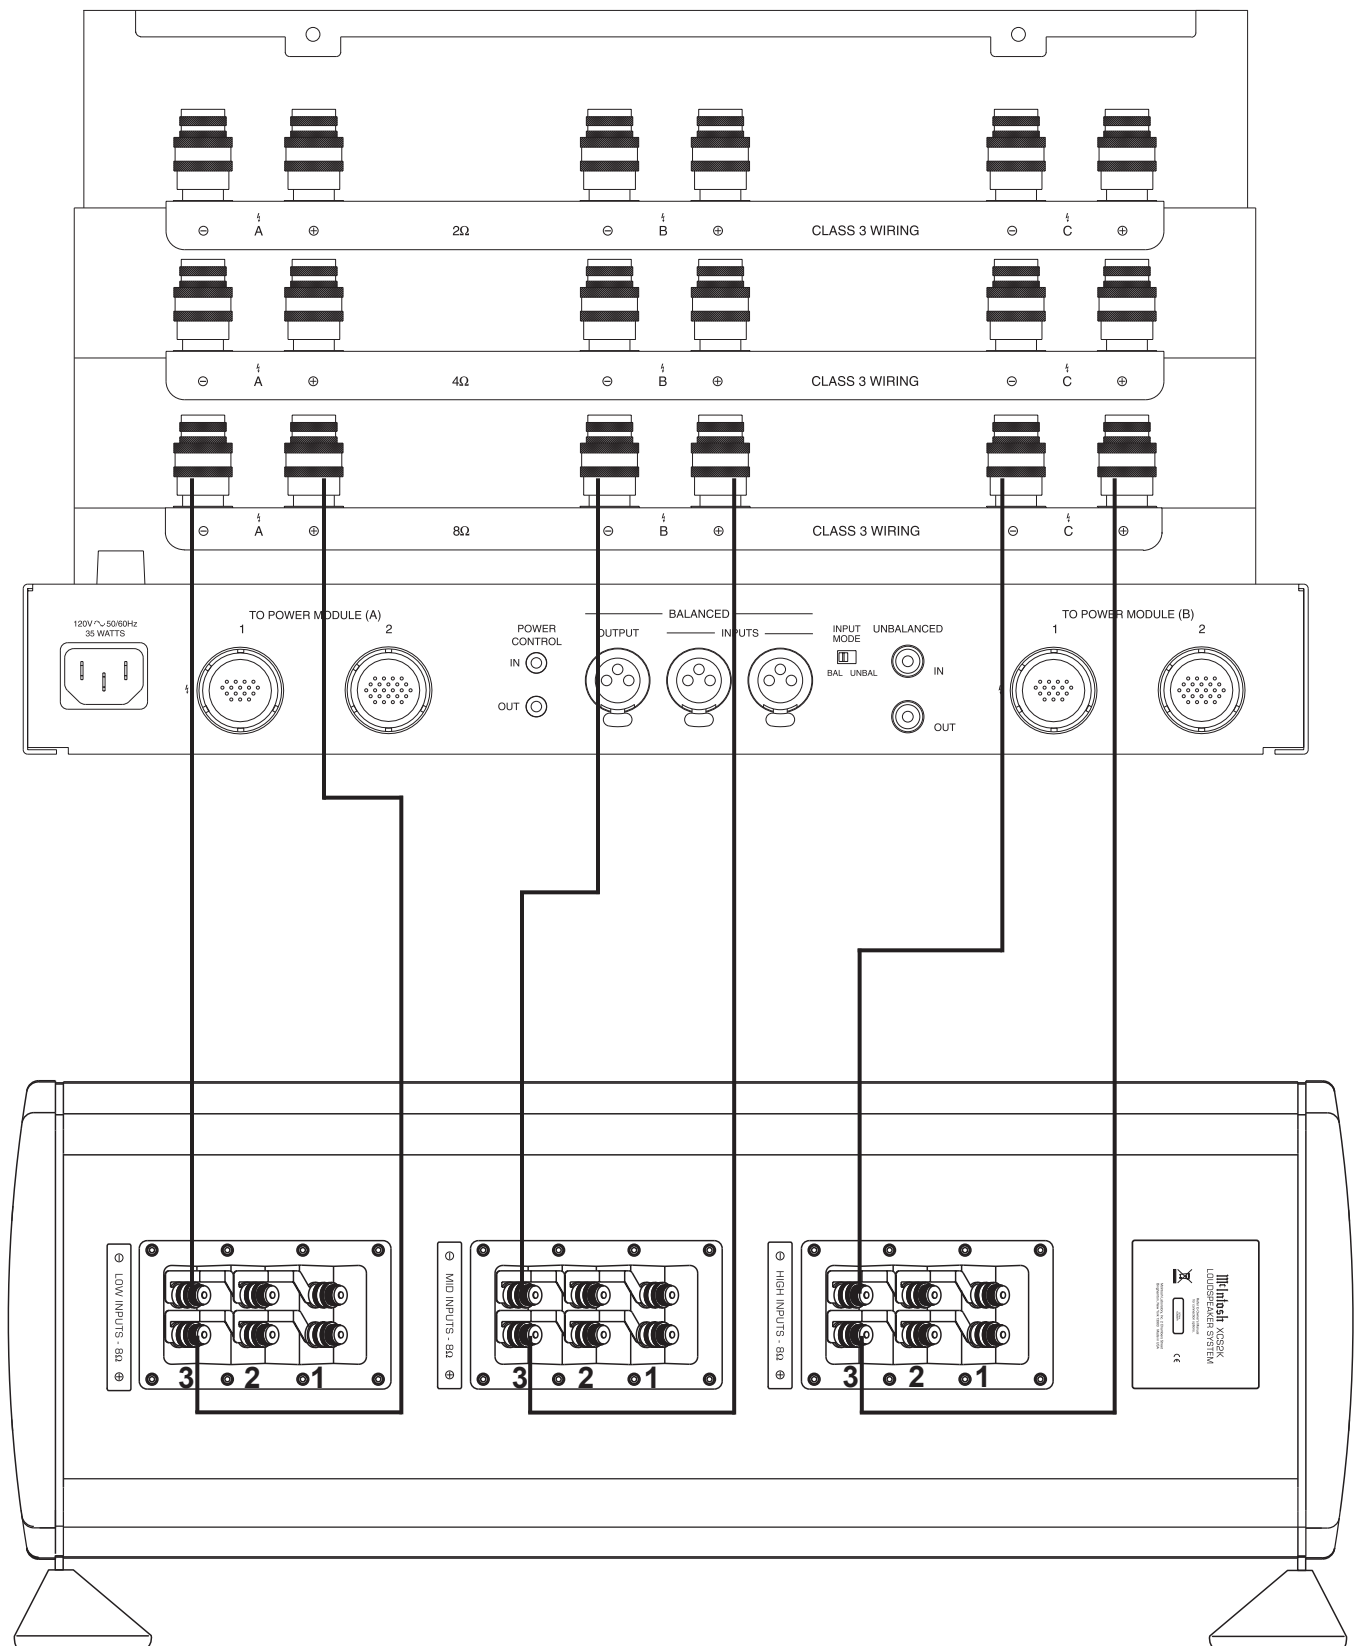 ⊖ A ⊕ 2Ω ⊖ B ⊕ CLASS 3 WIRING ⊖ C ⊕
⊖ A ⊕ 4Ω ⊖ B ⊕ CLASS 3 WIRING ⊖ C ⊕
⊖ A ⊕ 8Ω ⊖ B ⊕ CLASS 3 WIRING ⊖ C ⊕
120V～50/60Hz
35 WATTS
TO POWER MODULE (A)
1 2
POWER
CONTROL
IN
OUT
BALANCED
OUTPUT INPUTS
INPUT
MODE
BAL UNBAL
UNBALANCED
IN
OUT
TO POWER MODULE (B)
1 2
⊖ LOW INPUTS - 8Ω ⊕
3 2 1
⊖ MID INPUTS - 8Ω ⊕
3 2 1
⊖ HIGH INPUTS - 8Ω ⊕
3 2 1
McIntosh XCS2K
LOUDSPEAKER SYSTEM
CE